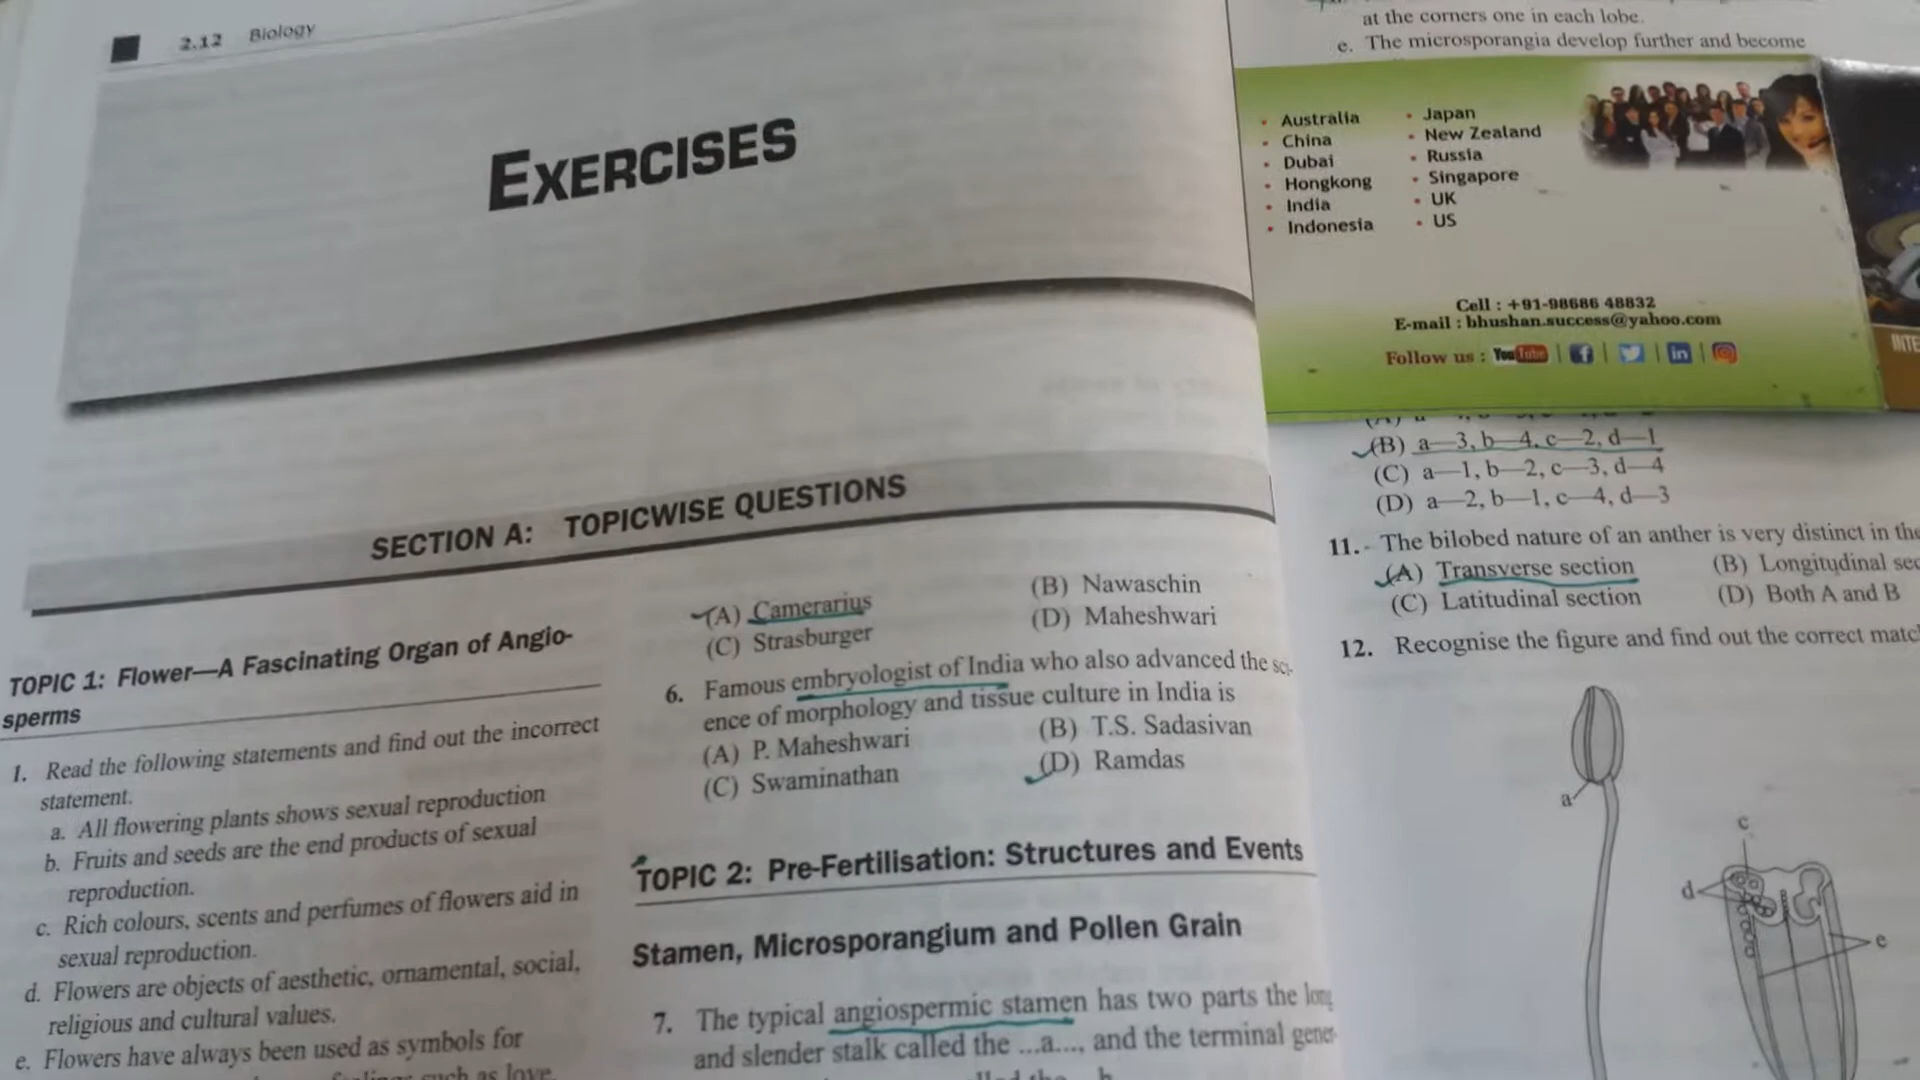 2.12 Biology
EXERCISES
SECTION A: TOPICWISE QUESTIONS
TOPIC 1: Flower—A Fascinating Organ of Angio-
sperms
1. Read the following statements and find out the incorrect
statement.
a. All flowering plants shows sexual reproduction
b. Fruits and seeds are the end products of sexual
reproduction.
c. Rich colours, scents and perfumes of flowers aid in
sexual reproduction.
d. Flowers are objects of aesthetic, ornamental, social,
religious and cultural values.
e. Flowers have always been used as symbols for
such as love,
(A) Camerarius
(B) Nawaschin
(C) Strasburger
(D) Maheshwari
6. Famous embryologist of India who also advanced the sci-
ence of morphology and tissue culture in India is
(A) P. Maheshwari
(B) T.S. Sadasivan
(C) Swaminathan
(D) Ramdas
TOPIC 2: Pre-Fertilisation: Structures and Events
Stamen, Microsporangium and Pollen Grain
7. The typical angiospermic stamen has two parts the long
and slender stalk called the ...a..., and the terminal gene-
at the corners one in each lobe.
e. The microsporangia develop further and become
• Australia
• China
• Dubai
• Hongkong
• India
• Indonesia
• Japan
• New Zealand
• Russia
• Singapore
• UK
• US
Cell : +91-98686 48832
E-mail : bhushan.success@yahoo.com
Follow us : YouTube | f | | in |
INTE
(B) a—3, b—4, c—2, d—1
(C) a—1, b—2, c—3, d—4
(D) a—2, b—1, c—4, d—3
11. The bilobed nature of an anther is very distinct in the
(A) Transverse section
(B) Longitudinal sec
(C) Latitudinal section
(D) Both A and B
12. Recognise the figure and find out the correct matc
a
c
d
e